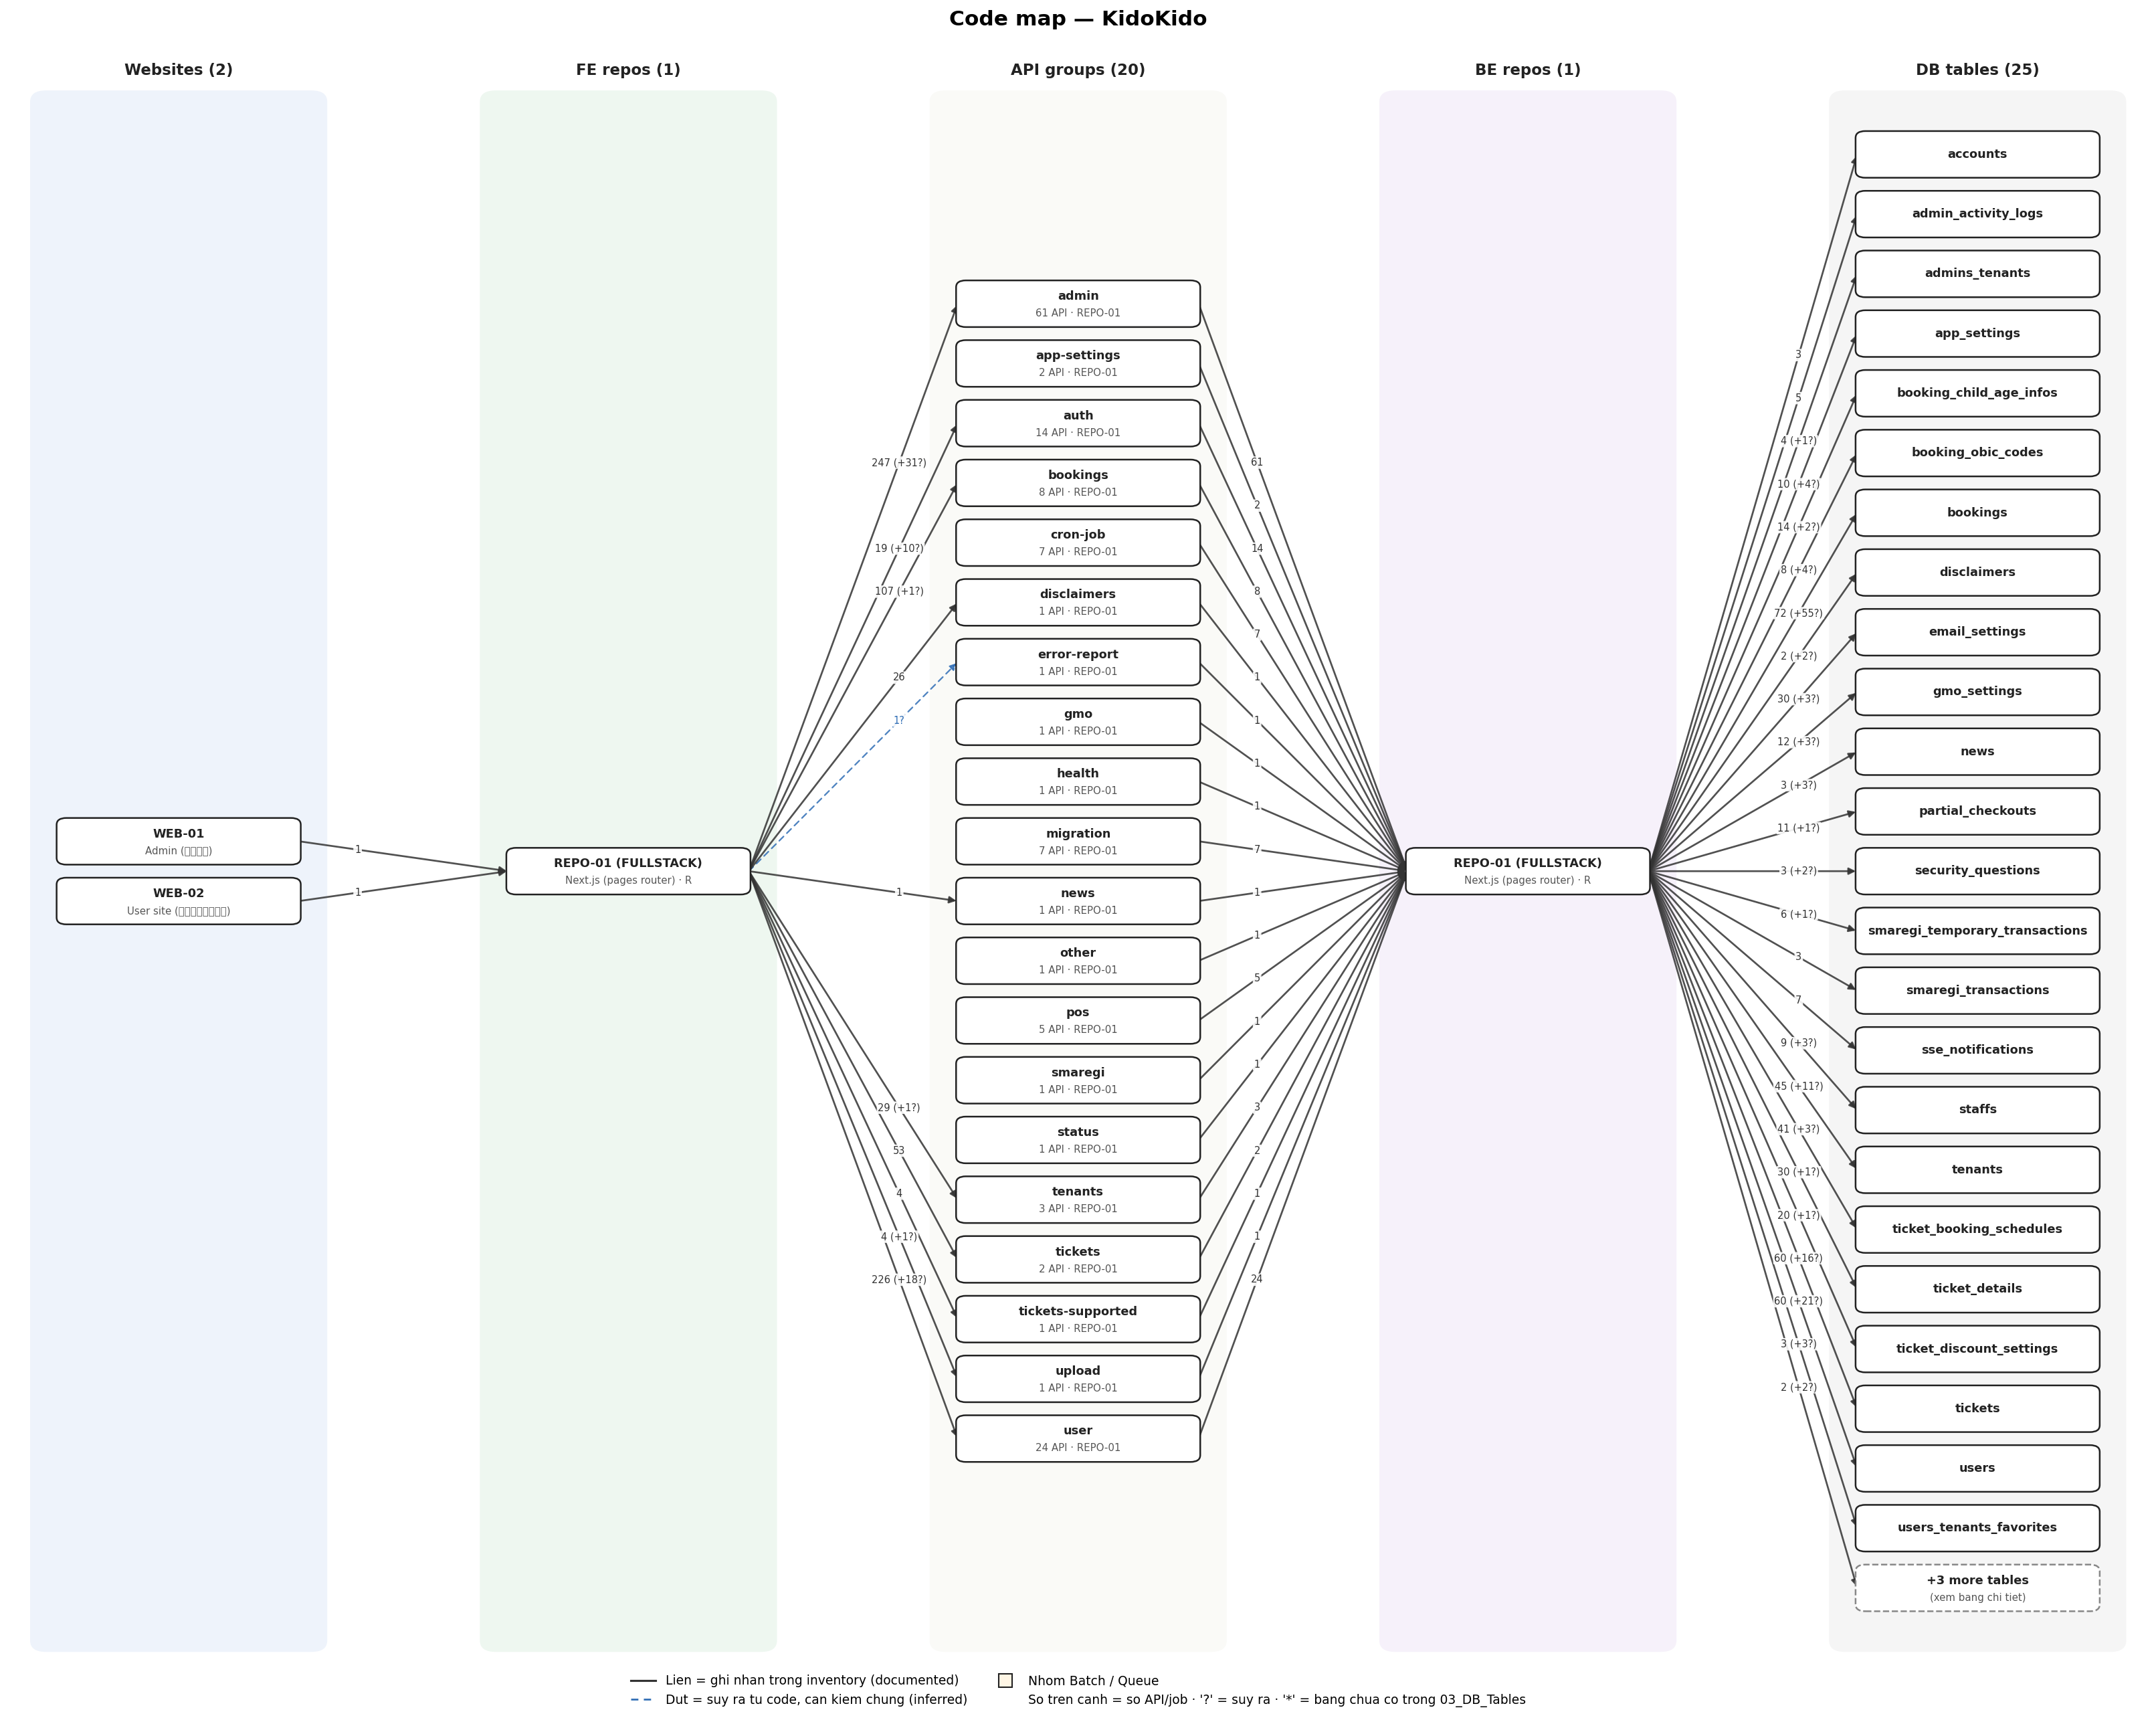 Code map — KidoKido
Websites (2)
FE repos (1)
API groups (20)
BE repos (1)
DB tables (25)
WEB-01
Admin (
WEB-02
User site (
1
1
REPO-01 (FULLSTACK)
Next.js (pages router) · R
247 (+31?)
19 (+10?)
107 (+1?)
26
1?
1
29 (+1?)
53
4
4 (+1?)
226 (+18?)
admin
61 API · REPO-01
app-settings
2 API · REPO-01
auth
14 API · REPO-01
bookings
8 API · REPO-01
cron-job
7 API · REPO-01
disclaimers
1 API · REPO-01
error-report
1 API · REPO-01
gmo
1 API · REPO-01
health
1 API · REPO-01
migration
7 API · REPO-01
news
1 API · REPO-01
other
1 API · REPO-01
pos
5 API · REPO-01
smaregi
1 API · REPO-01
status
1 API · REPO-01
tenants
3 API · REPO-01
tickets
2 API · REPO-01
tickets-supported
1 API · REPO-01
upload
1 API · REPO-01
user
24 API · REPO-01
61
2
14
8
7
1
1
1
1
7
1
1
5
1
1
3
2
1
1
24
REPO-01 (FULLSTACK)
Next.js (pages router) · R
3
5
4 (+1?)
10 (+4?)
14 (+2?)
8 (+4?)
72 (+55?)
2 (+2?)
30 (+3?)
12 (+3?)
3 (+3?)
11 (+1?)
3 (+2?)
6 (+1?)
3
7
9 (+3?)
45 (+11?)
41 (+3?)
30 (+1?)
20 (+1?)
60 (+16?)
60 (+21?)
3 (+3?)
2 (+2?)
accounts
admin_activity_logs
admins_tenants
app_settings
booking_child_age_infos
booking_obic_codes
bookings
disclaimers
email_settings
gmo_settings
news
partial_checkouts
security_questions
smaregi_temporary_transactions
smaregi_transactions
sse_notifications
staffs
tenants
ticket_booking_schedules
ticket_details
ticket_discount_settings
tickets
users
users_tenants_favorites
+3 more tables
(xem bang chi tiet)
Lien = ghi nhan trong inventory (documented)
Dut = suy ra tu code, can kiem chung (inferred)
Nhom Batch / Queue
So tren canh = so API/job · '?' = suy ra · '*' = bang chua co trong 03_DB_Tables